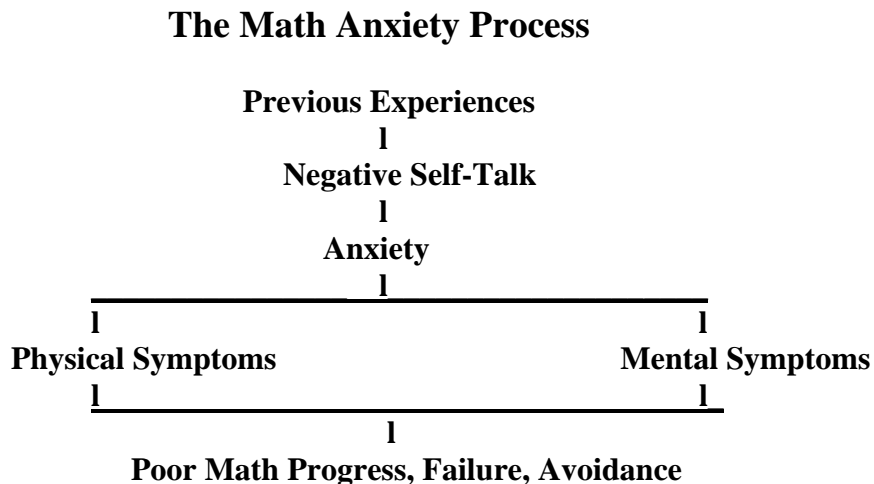 The Math Anxiety Process
Previous Experiences
l
Negative Self-Talk
l
Anxiety
l
l l
Physical Symptoms Mental Symptoms
l l
l
Poor Math Progress, Failure, Avoidance